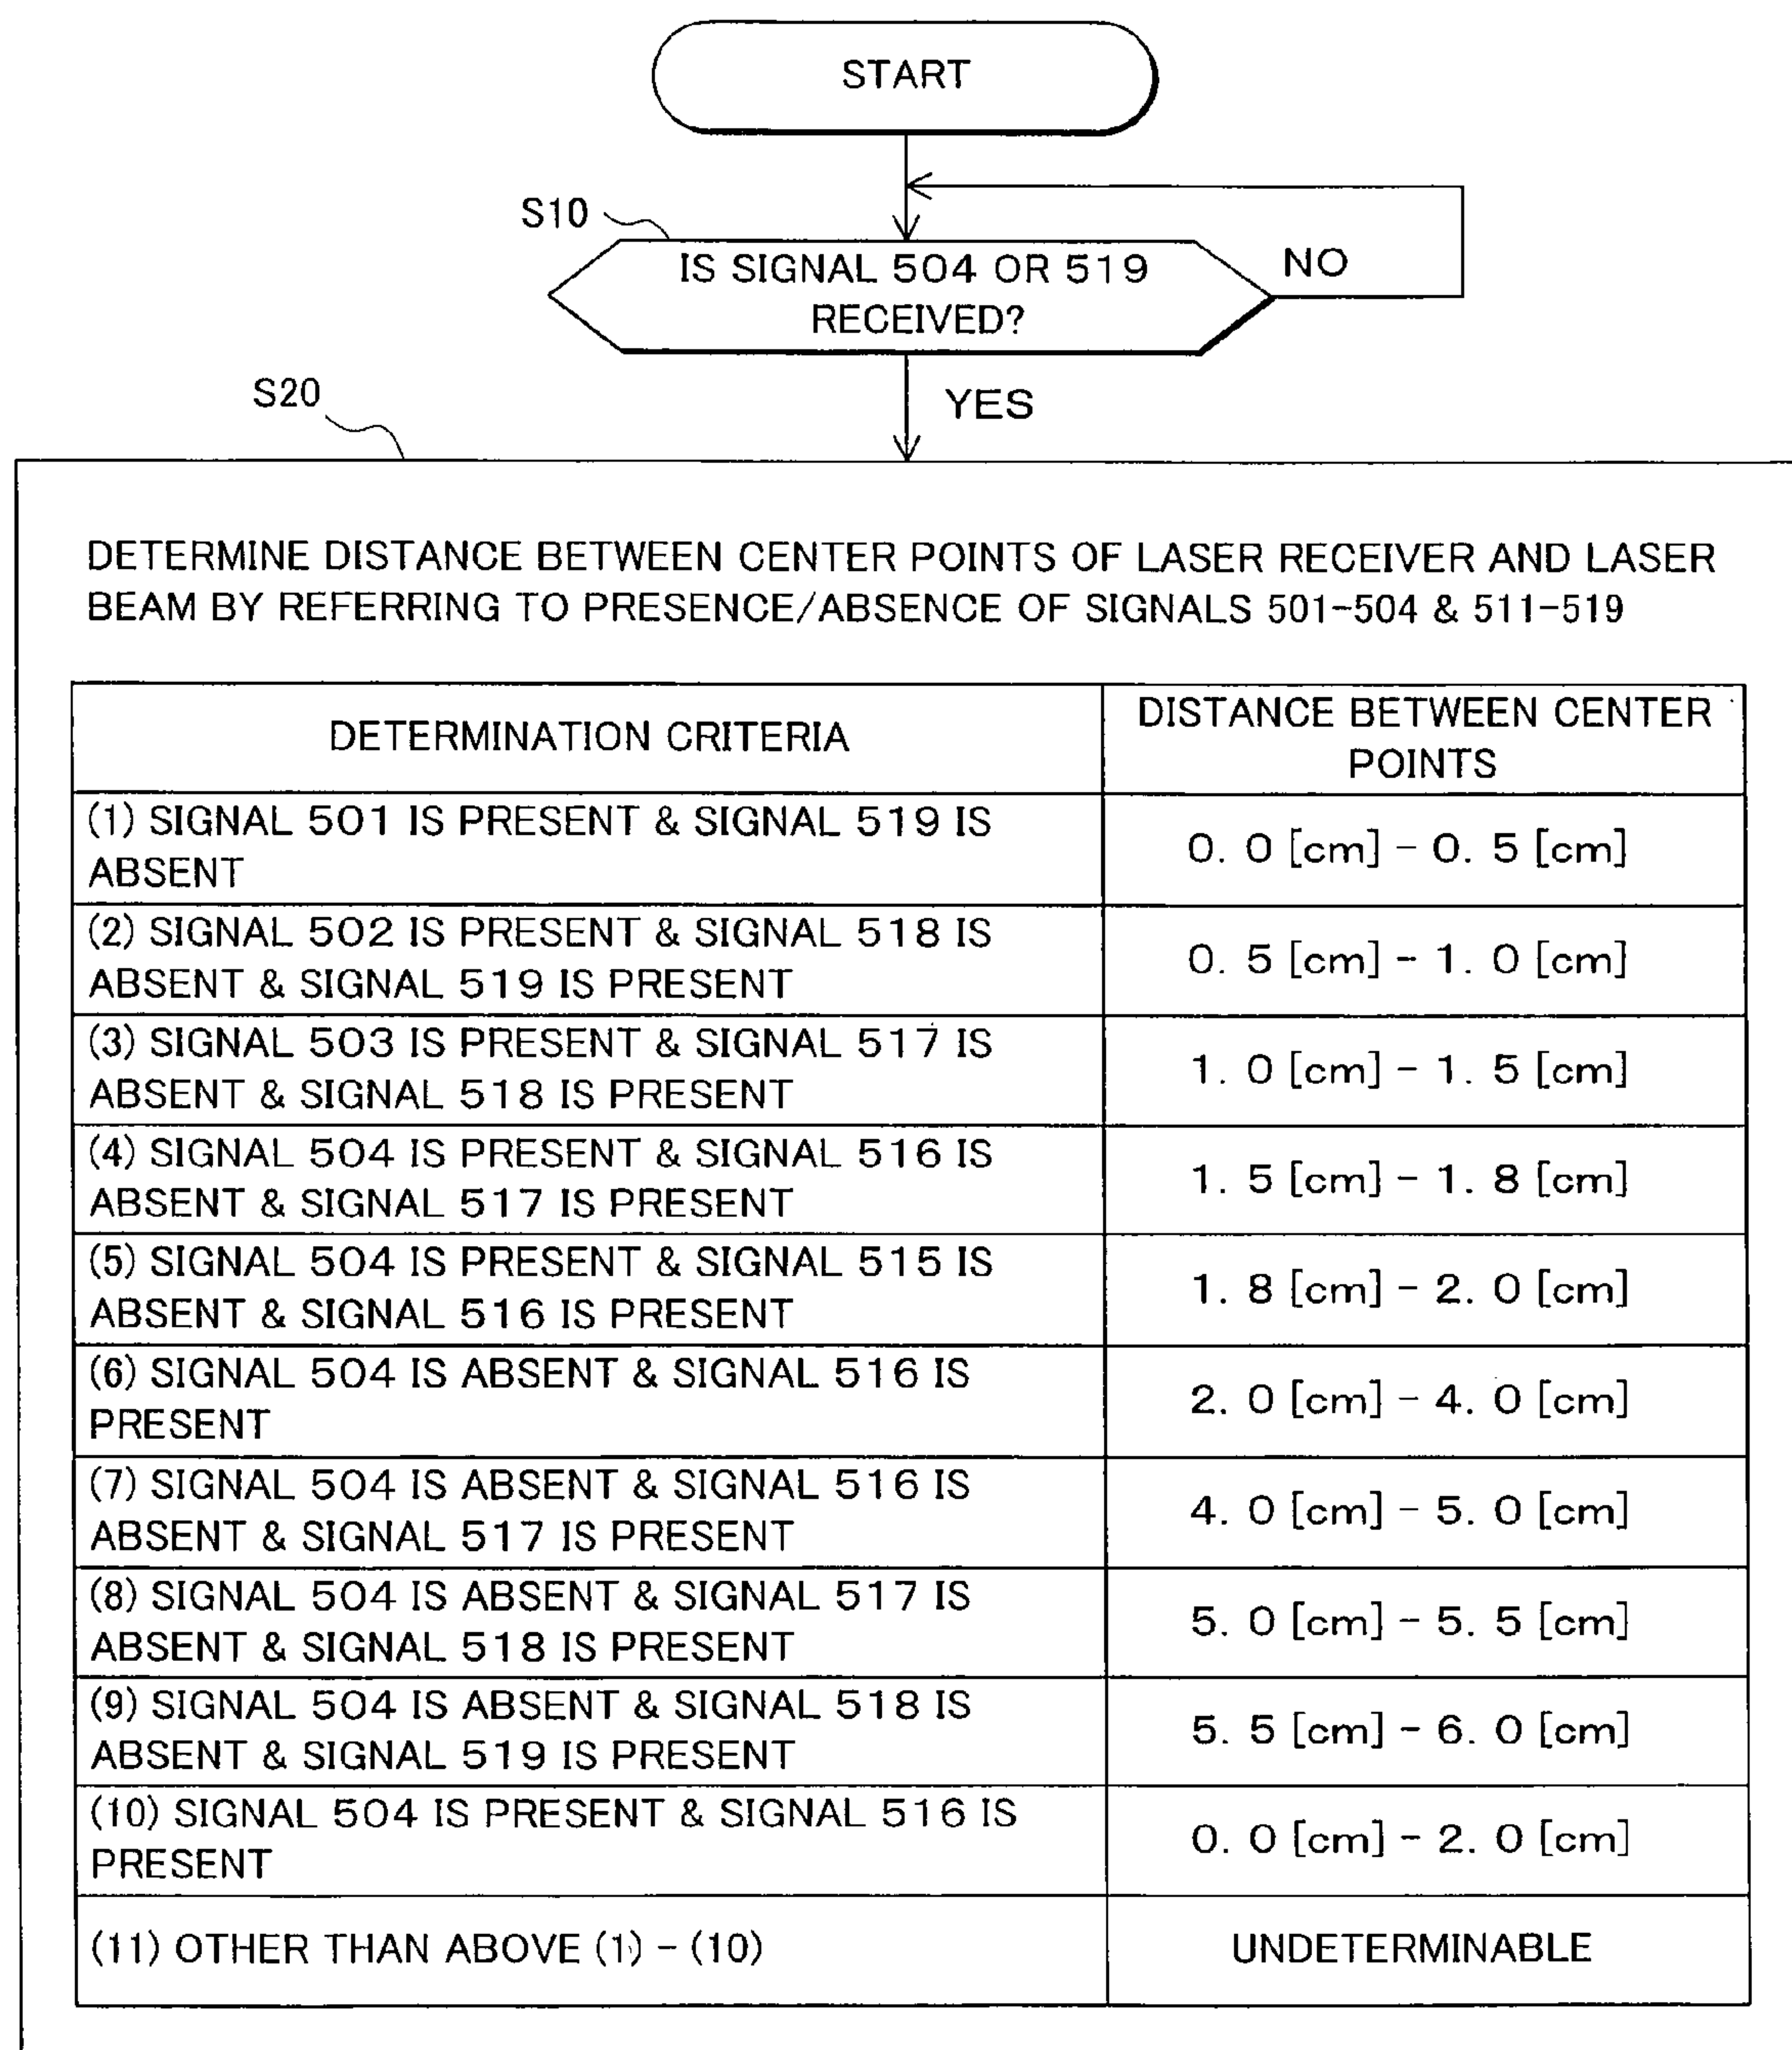 START
S10
IS SIGNAL 504 OR 519
RECEIVED?
NO
S20
YES
DETERMINE DISTANCE BETWEEN CENTER POINTS OF LASER RECEIVER AND LASER
BEAM BY REFERRING TO PRESENCE/ABSENCE OF SIGNALS 501-504 & 511-519
DETERMINATION CRITERIA
DISTANCE BETWEEN CENTER
POINTS
(1) SIGNAL 501 IS PRESENT & SIGNAL 519 IS
ABSENT
0. 0 [cm] - 0. 5 [cm]
(2) SIGNAL 502 IS PRESENT & SIGNAL 518 IS
ABSENT & SIGNAL 519 IS PRESENT
0. 5 [cm] - 1. 0 [cm]
(3) SIGNAL 503 IS PRESENT & SIGNAL 517 IS
ABSENT & SIGNAL 518 IS PRESENT
1. 0 [cm] - 1. 5 [cm]
(4) SIGNAL 504 IS PRESENT & SIGNAL 516 IS
ABSENT & SIGNAL 517 IS PRESENT
1. 5 [cm] - 1. 8 [cm]
(5) SIGNAL 504 IS PRESENT & SIGNAL 515 IS
ABSENT & SIGNAL 516 IS PRESENT
1. 8 [cm] - 2. 0 [cm]
(6) SIGNAL 504 IS ABSENT & SIGNAL 516 IS
PRESENT
2. 0 [cm] - 4. 0 [cm]
(7) SIGNAL 504 IS ABSENT & SIGNAL 516 IS
ABSENT & SIGNAL 517 IS PRESENT
4. 0 [cm] - 5. 0 [cm]
(8) SIGNAL 504 IS ABSENT & SIGNAL 517 IS
ABSENT & SIGNAL 518 IS PRESENT
5. 0 [cm] - 5. 5 [cm]
(9) SIGNAL 504 IS ABSENT & SIGNAL 518 IS
ABSENT & SIGNAL 519 IS PRESENT
5. 5 [cm] - 6. 0 [cm]
(10) SIGNAL 504 IS PRESENT & SIGNAL 516 IS
PRESENT
0. 0 [cm] - 2. 0 [cm]
(11) OTHER THAN ABOVE (1) - (10)
UNDETERMINABLE